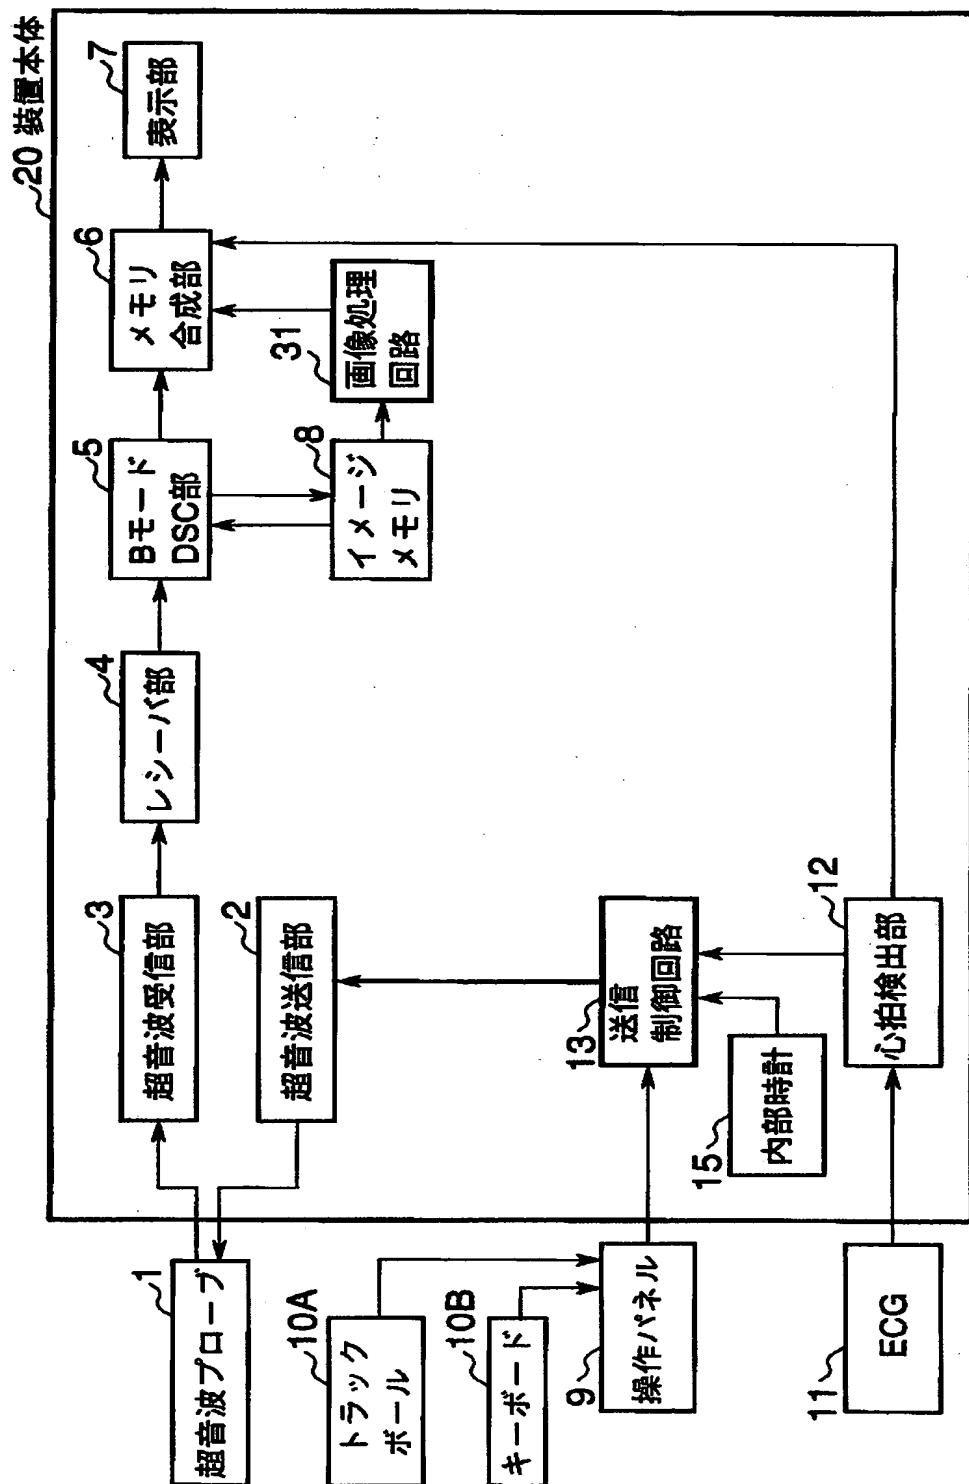 20 装置本体
1
超音波プローブ
3
超音波受信部
4
レシーバ部
5
Bモード
DSC部
6
メモリ
合成部
7
表示部
2
超音波送信部
8
イメージ
メモリ
31
画像処理
回路
10A
トラック
ボール
10B
キーボード
9
操作パネル
13
送信
制御回路
15
内部時計
11
ECG
12
心拍検出部